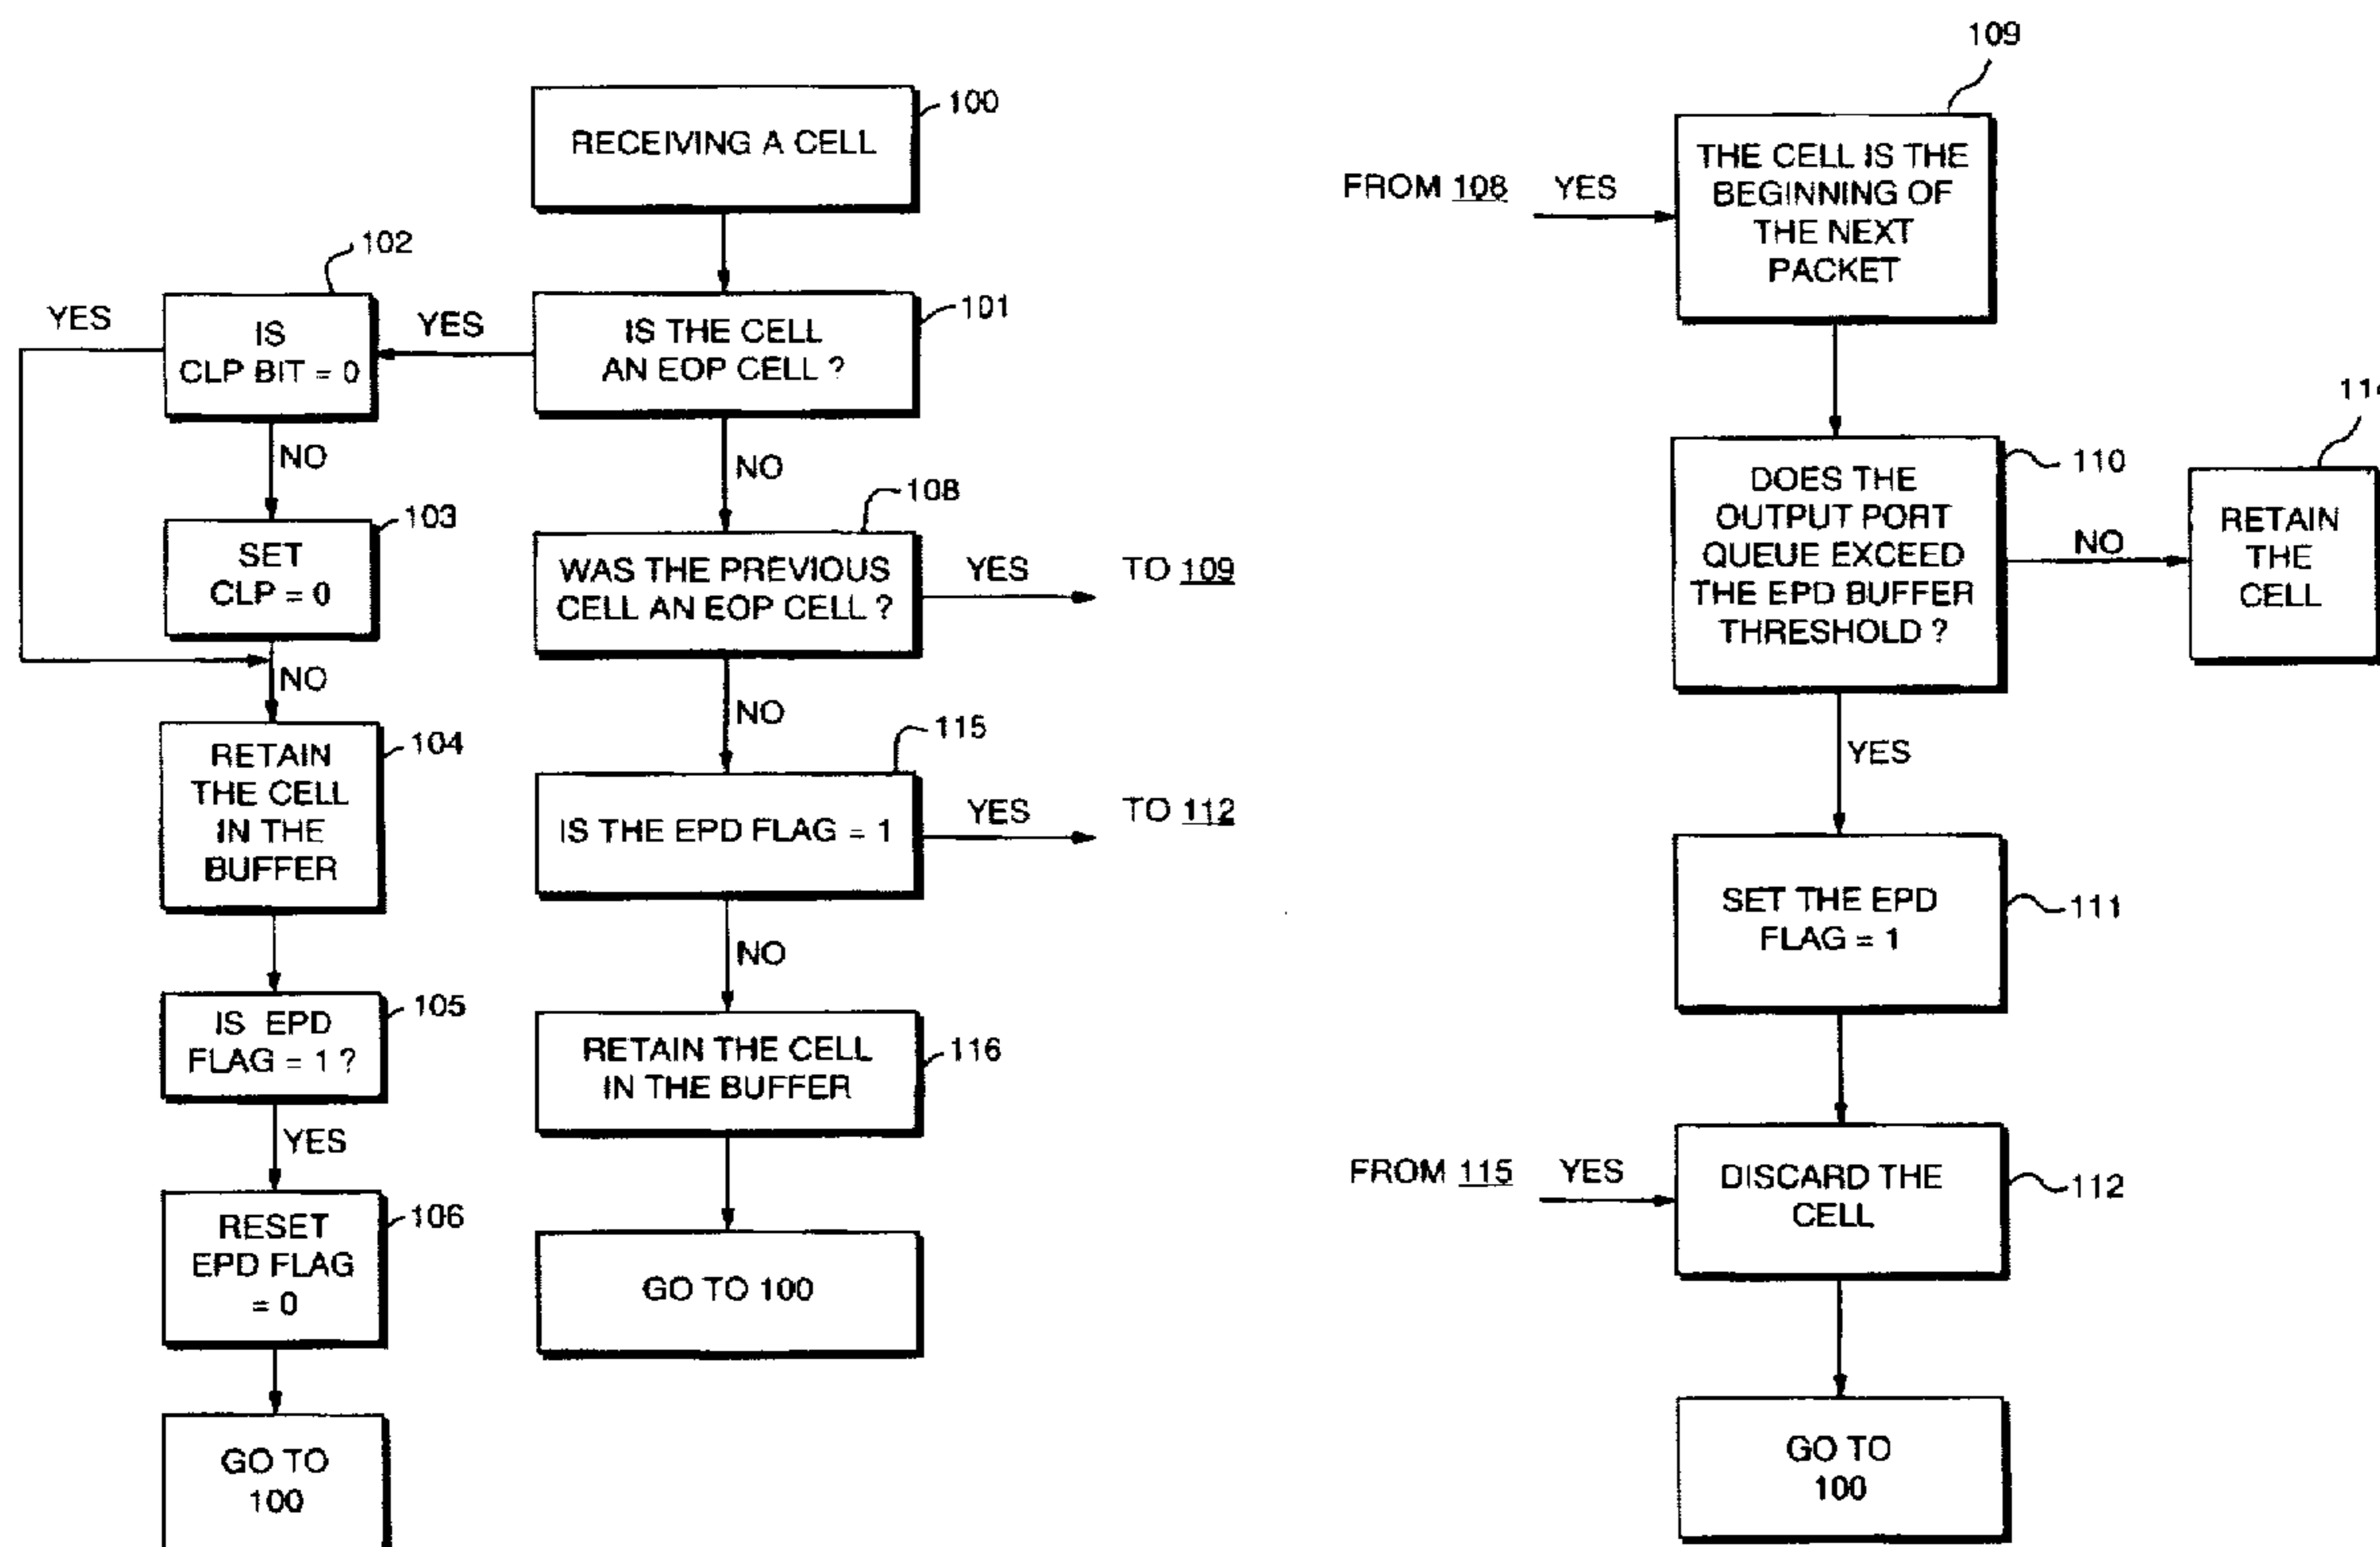 100
RECEIVING A CELL
102
101
YES
IS
CLP BIT = 0
YES
IS THE CELL
AN EOP CELL ?
NO
NO
103
108
SET
CLP = 0
WAS THE PREVIOUS
CELL AN EOP CELL ?
YES
TO 109
NO
NO
104
115
RETAIN
THE CELL
IN THE
BUFFER
IS THE EPD FLAG = 1
YES
TO 112
NO
105
IS EPD
FLAG = 1 ?
116
RETAIN THE CELL
IN THE BUFFER
YES
106
RESET
EPD FLAG
= 0
GO TO 100
GO TO
100
109
FROM 108
YES
THE CELL IS THE
BEGINNING OF
THE NEXT
PACKET
110
DOES THE
OUTPUT PORT
QUEUE EXCEED
THE EPD BUFFER
THRESHOLD ?
NO
RETAIN
THE
CELL
YES
SET THE EPD
FLAG = 1
111
FROM 115
YES
DISCARD THE
CELL
112
GO TO
100